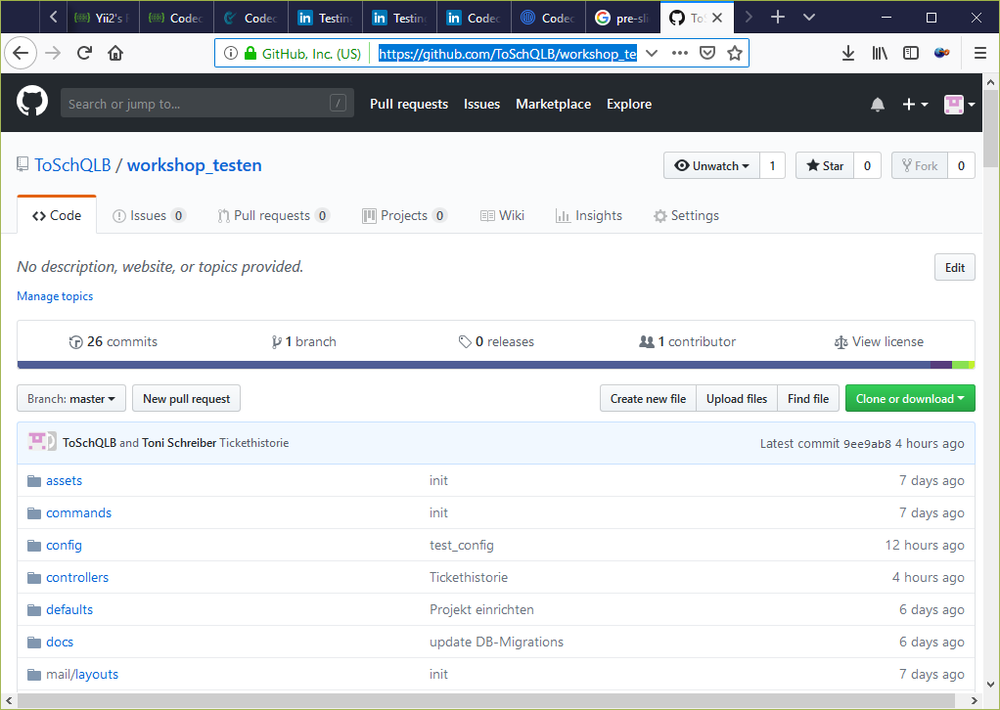 Yii2's
Codec
Codec
Testing
Testing
Codec
Codec
pre-sli
ToS
GitHub, Inc. (US) https://github.com/ToSchQLB/workshop_te
Search or jump to... / Pull requests Issues Marketplace Explore
ToSchQLB / workshop_testen Unwatch 1 Star 0 Fork 0
Code Issues 0 Pull requests 0 Projects 0 Wiki Insights Settings
No description, website, or topics provided. Edit
Manage topics
26 commits 1 branch 0 releases 1 contributor View license
Branch: master New pull request Create new file Upload files Find file Clone or download
ToSchQLB and Toni Schreiber Tickethistorie Latest commit 9ee9ab8 4 hours ago
assets init 7 days ago
commands init 7 days ago
config test_config 12 hours ago
controllers Tickethistorie 4 hours ago
defaults Projekt einrichten 6 days ago
docs update DB-Migrations 6 days ago
mail/layouts init 7 days ago